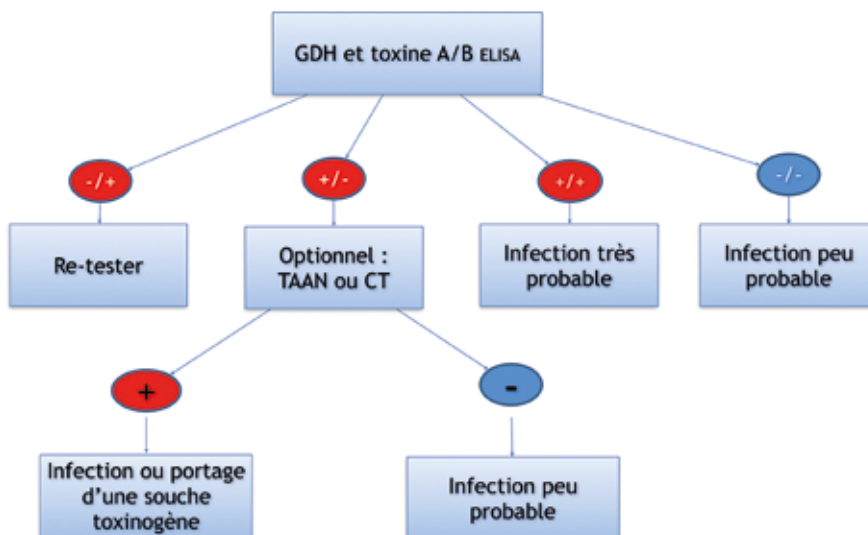 GDH et toxine A/B ELISA
-/+
+/-
+/+
-/-
Re-tester
Optionnel :
TAAN ou CT
Infection très
probable
Infection peu
probable
+
-
Infection ou portage
d'une souche
toxinogène
Infection peu
probable